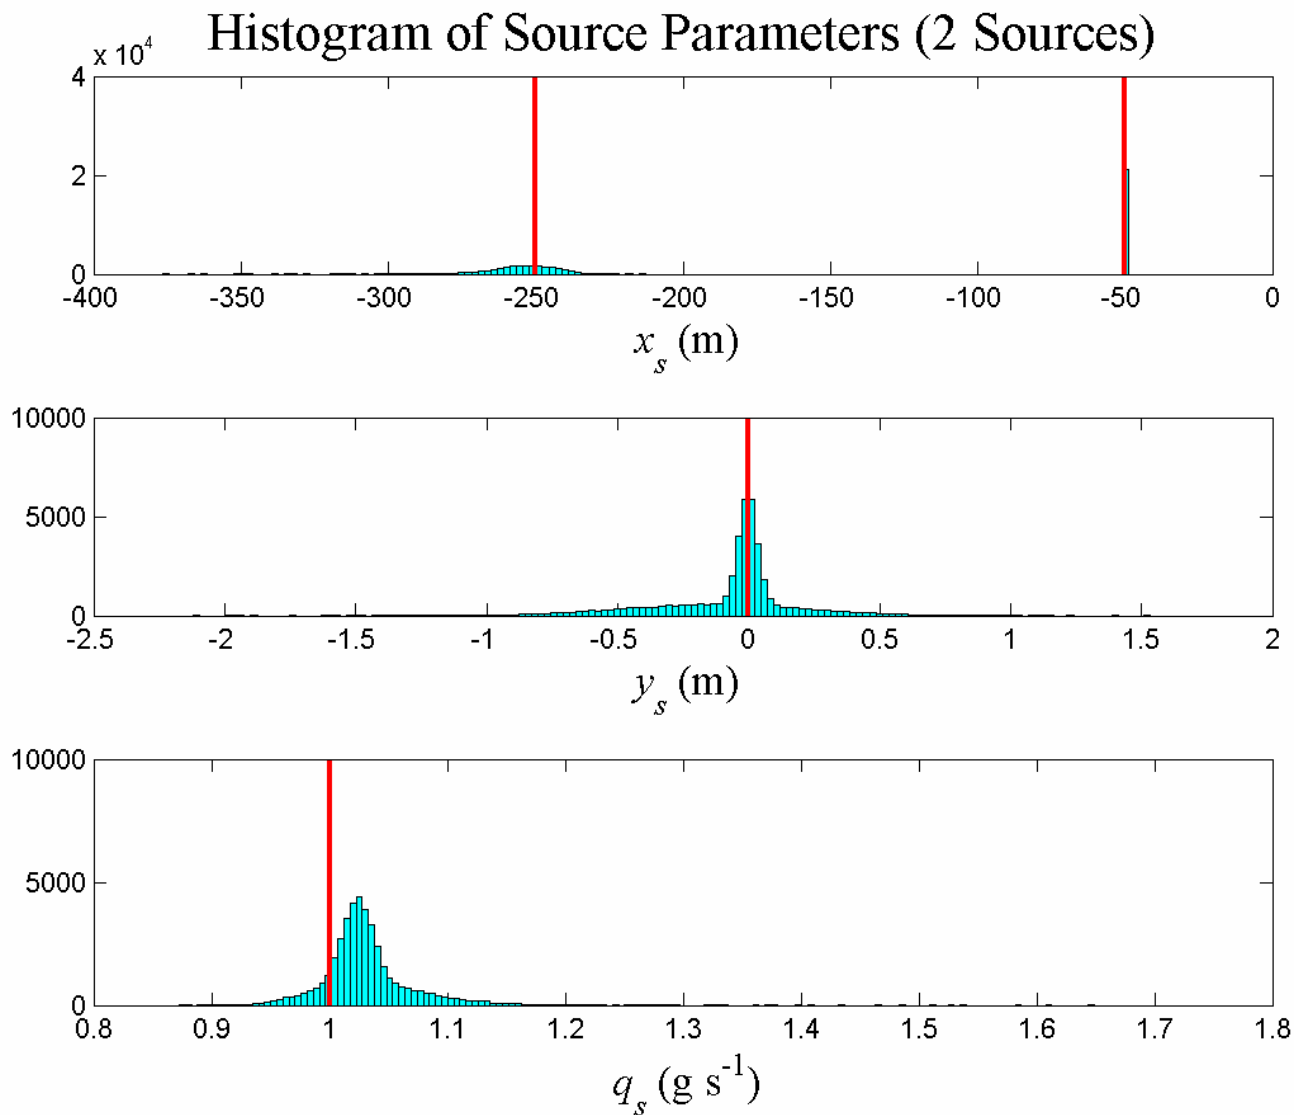 Histogram of Source Parameters (2 Sources)
x 10^4
4
2
0
-400 -350 -300 -250 -200 -150 -100 -50 0
x_s (m)
10000
5000
0
-2.5 -2 -1.5 -1 -0.5 0 0.5 1 1.5 2
y_s (m)
10000
5000
0
0.8 0.9 1 1.1 1.2 1.3 1.4 1.5 1.6 1.7 1.8
q_s (g s^-1)